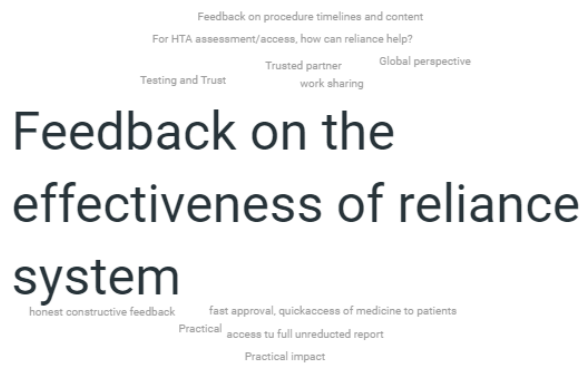 Feedback on procedure timelines and content
For HTA assessment/access, how can reliance help?
Trusted partner
Global perspective
Testing and Trust
work sharing
Feedback on the
effectiveness of reliance
system
honest constructive feedback
fast approval, quickaccess of medicine to patients
Practical
access tu full unreducted report
Practical impact